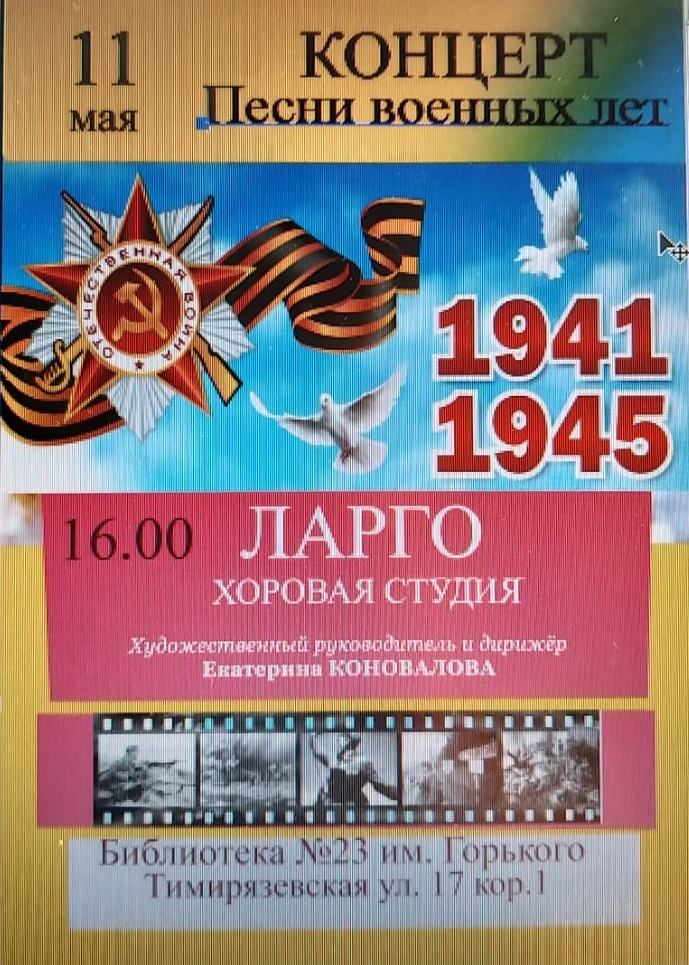 11
мая
КОНЦЕРТ
Песни военных лет
ОТЕЧЕСТВЕННАЯ ВОЙНА
1941
1945
16.00
ЛАРГО
ХОРОВАЯ СТУДИЯ
Художественный руководитель и дирижёр
Екатерина КОНОВАЛОВА
Библиотека №23 им. Горького
Тимирязевская ул. 17 кор.1